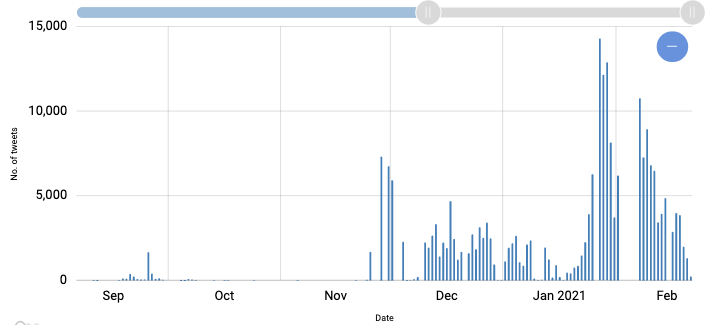 15,000
10,000
5,000
0
No. of tweets
Sep Oct Nov Dec Jan 2021 Feb
Date